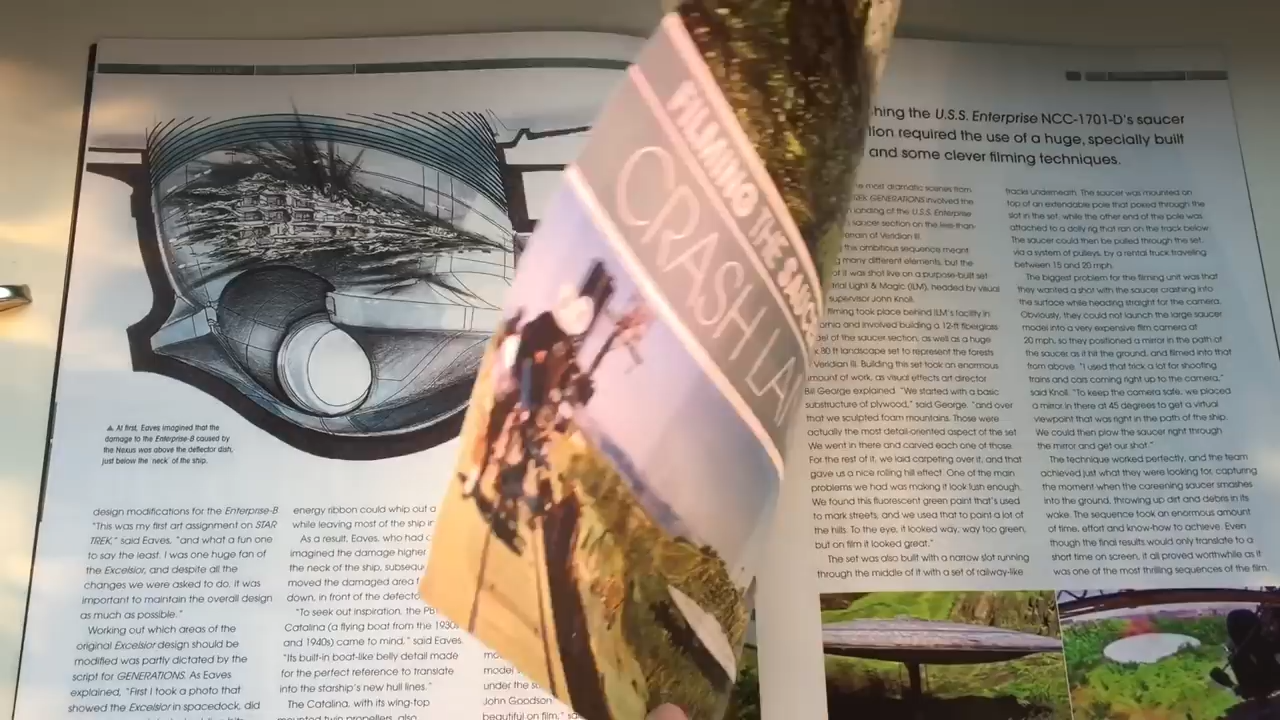 ▲ At first, Eaves imagined that the
damage to the Enterprise-B caused by
the Nexus was above the deflector dish,
just below the 'neck' of the ship.
design modifications for the Enterprise-B
"This was my first art assignment on STAR
TREK," said Eaves, "and what a fun one
to say the least. I was one huge fan of
the Excelsior, and despite all the
changes we were asked to do, it was
important to maintain the overall design
as much as possible."
Working out which areas of the
original Excelsior design should be
modified was partly dictated by the
script for GENERATIONS. As Eaves
explained, "First I took a photo that
showed the Excelsior in spacedock, did
energy ribbon could whip out a
while leaving most of the ship in
As a result, Eaves, who had
imagined the damage higher
the neck of the ship, subsequ
moved the damaged area
down, in front of the deflecto
"To seek out inspiration, the PB
Catalina (a flying boat from the 1930s
and 1940s) came to mind," said Eaves.
"Its built-in boat-like belly detail made
for the perfect reference to translate
into the starship's new hull lines."
The Catalina, with its wing-top
mounted twin propellers, also
model
under the s
John Goodson
beautiful on film," sa
FILMING THE SAUC
CRASH LA
hing the U.S.S. Enterprise NCC-1701-D's saucer
tion required the use of a huge, specially built
and some clever filming techniques.
most dramatic scenes from
TREK GENERATIONS involved the
landing of the U.S.S. Enterprise
saucer section on the less-than-
terrain of Veridian III.
the ambitious sequence meant
many different elements, but the
of it was shot live on a purpose-built set
trial Light & Magic (ILM), headed by visual
supervisor John Knoll.
filming took place behind ILM's facility in
ornia and involved building a 12-ft fiberglass
del of the saucer section, as well as a huge
x 80 ft landscape set to represent the forests
Veridian III. Building this set took an enormous
amount of work, as visual effects art director
Bill George explained. "We started with a basic
substructure of plywood," said George, "and over
that we sculpted foam mountains. Those were
actually the most detail-oriented aspect of the set.
We went in there and carved each one of those.
For the rest of it, we laid carpeting over it, and that
gave us a nice rolling hill effect. One of the main
problems we had was making it look lush enough.
We found this fluorescent green paint that's used
to mark streets, and we used that to paint a lot of
the hills. To the eye, it looked way, way too green,
but on film it looked great."
The set was also built with a narrow slot running
through the middle of it with a set of railway-like
tracks underneath. The saucer was mounted on
top of an extendable pole that poked through the
slot in the set, while the other end of the pole was
attached to a dolly rig that ran on the track below.
The saucer could then be pulled through the set,
via a system of pulleys, by a rental truck traveling
between 15 and 20 mph.
The biggest problem for the filming unit was that
they wanted a shot with the saucer crashing into
the surface while heading straight for the camera.
Obviously, they could not launch the large saucer
model into a very expensive film camera at
20 mph, so they positioned a mirror in the path of
the saucer as it hit the ground, and filmed into that
from above. "I used that trick a lot for shooting
trains and cars coming right up to the camera,"
said Knoll. "To keep the camera safe, we placed
a mirror in there at 45 degrees to get a virtual
viewpoint that was right in the path of the ship.
We could then plow the saucer right through
the mirror and get our shot."
The technique worked perfectly, and the team
achieved just what they were looking for, capturing
the moment when the careening saucer smashes
into the ground, throwing up dirt and debris in its
wake. The sequence took an enormous amount
of time, effort and know-how to achieve. Even
though the final results would only translate to a
short time on screen, it all proved worthwhile as it
was one of the most thrilling sequences of the film.